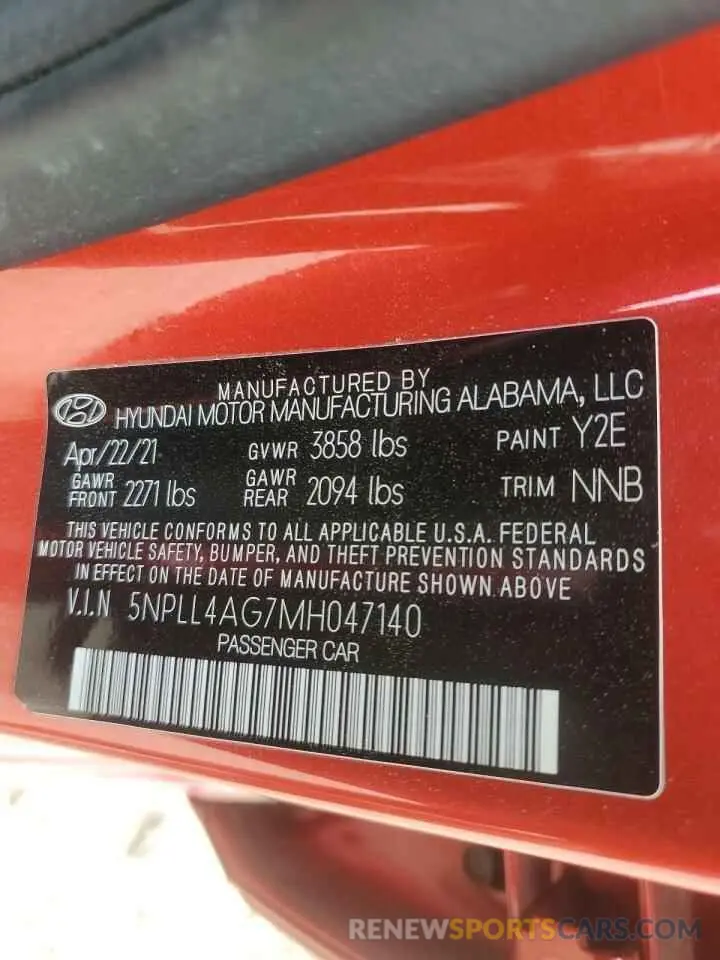 MANUFACTURED BY
HYUNDAI MOTOR MANUFACTURING ALABAMA, LLC
Apr/22/21 GVWR 3858 lbs PAINT Y2E
GAWR FRONT 2271 lbs GAWR REAR 2094 lbs TRIM NNB
THIS VEHICLE CONFORMS TO ALL APPLICABLE U.S.A. FEDERAL
MOTOR VEHICLE SAFETY, BUMPER, AND THEFT PREVENTION STANDARDS
IN EFFECT ON THE DATE OF MANUFACTURE SHOWN ABOVE
V.I.N 5NPLL4AG7MH047140
PASSENGER CAR
RENEWSPORTSCARS.COM